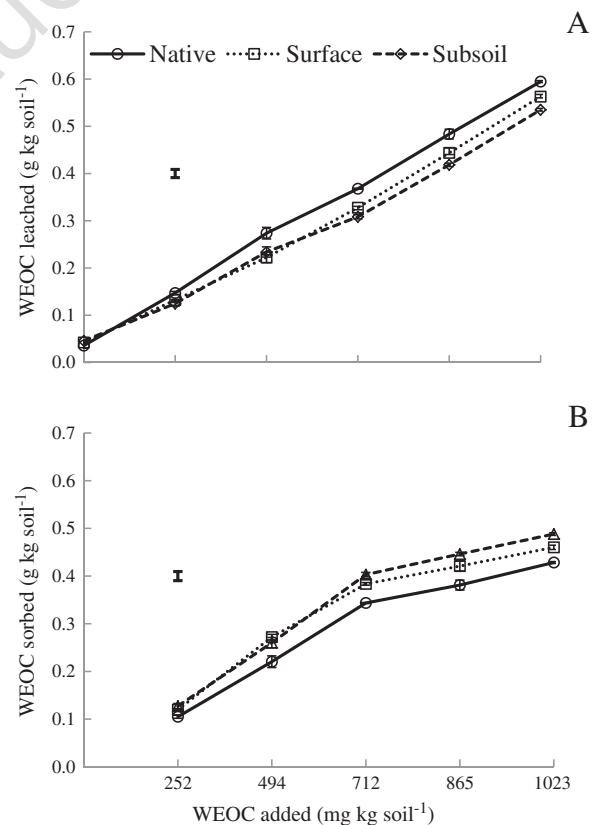 A
0.7
Native Surface Subsoil
0.6
0.5
0.4
0.3
0.2
0.1
0.0
WEOC leached (g kg soil⁻¹)
B
0.7
0.6
0.5
0.4
0.3
0.2
0.1
0.0
WEOC sorbed (g kg soil⁻¹)
252 494 712 865 1023
WEOC added (mg kg soil⁻¹)